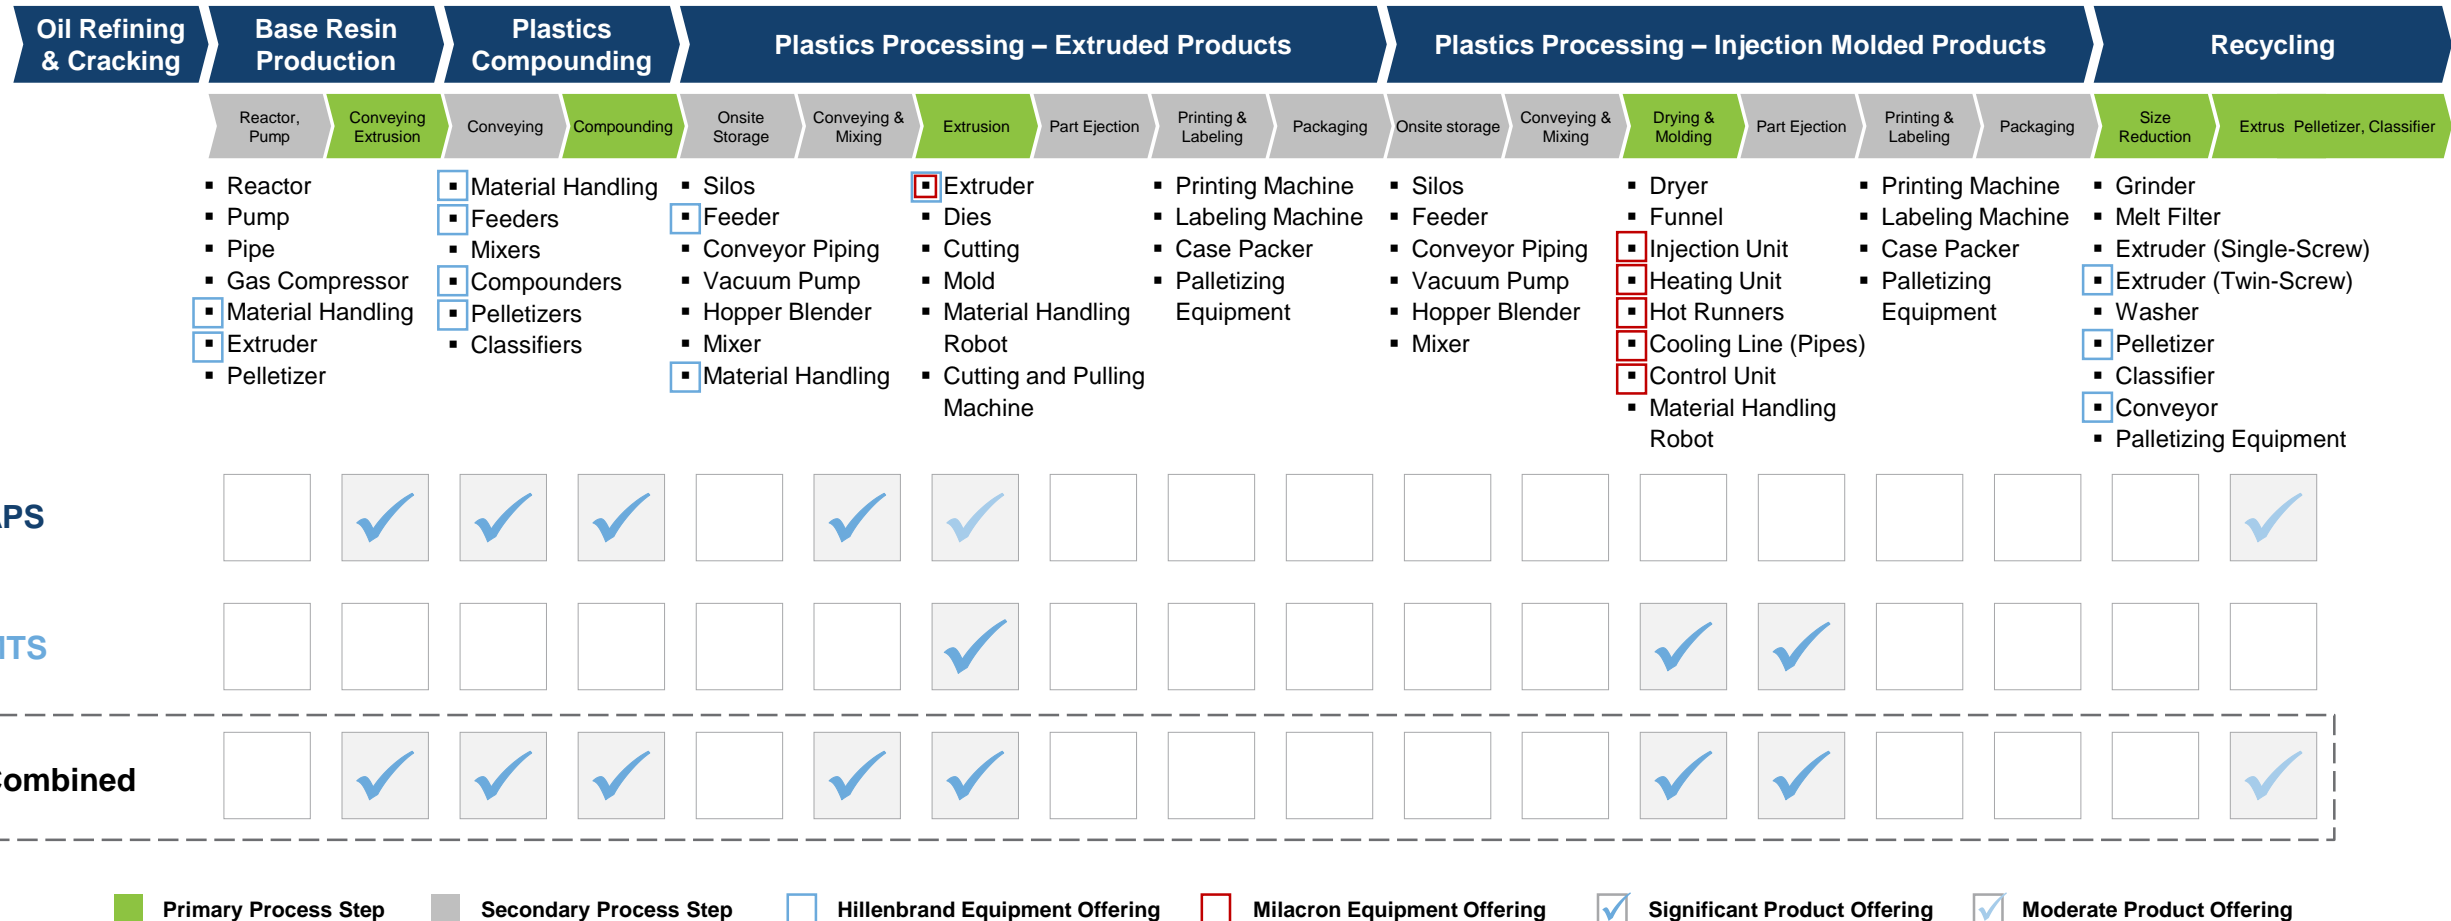 Oil Refining
& Cracking
Base Resin
Production
Plastics
Compounding
Plastics Processing – Extruded Products
Plastics Processing – Injection Molded Products
Recycling
Reactor,
Pump
Conveying
Extrusion
Conveying
Compounding
Onsite
Storage
Conveying &
Mixing
Extrusion
Part Ejection
Printing &
Labeling
Packaging
Onsite storage
Conveying &
Mixing
Drying &
Molding
Part Ejection
Printing &
Labeling
Packaging
Size
Reduction
Extrus Pelletizer, Classifier
▪ Reactor
▪ Pump
▪ Pipe
▪ Gas Compressor
▪ Material Handling
▪ Extruder
▪ Pelletizer
▪ Material Handling
▪ Feeders
▪ Mixers
▪ Compounders
▪ Pelletizers
▪ Classifiers
▪ Silos
▪ Feeder
▪ Conveyor Piping
▪ Vacuum Pump
▪ Hopper Blender
▪ Mixer
▪ Material Handling
▪ Extruder
▪ Dies
▪ Cutting
▪ Mold
▪ Material Handling
Robot
▪ Cutting and Pulling
Machine
▪ Printing Machine
▪ Labeling Machine
▪ Case Packer
▪ Palletizing
Equipment
▪ Silos
▪ Feeder
▪ Conveyor Piping
▪ Vacuum Pump
▪ Hopper Blender
▪ Mixer
▪ Dryer
▪ Funnel
▪ Injection Unit
▪ Heating Unit
▪ Hot Runners
▪ Cooling Line (Pipes)
▪ Control Unit
▪ Material Handling
Robot
▪ Printing Machine
▪ Labeling Machine
▪ Case Packer
▪ Palletizing
Equipment
▪ Grinder
▪ Melt Filter
▪ Extruder (Single-Screw)
▪ Extruder (Twin-Screw)
▪ Washer
▪ Pelletizer
▪ Classifier
▪ Conveyor
▪ Palletizing Equipment
APS
MTS
Combined
Primary Process Step
Secondary Process Step
Hillenbrand Equipment Offering
Milacron Equipment Offering
Significant Product Offering
Moderate Product Offering